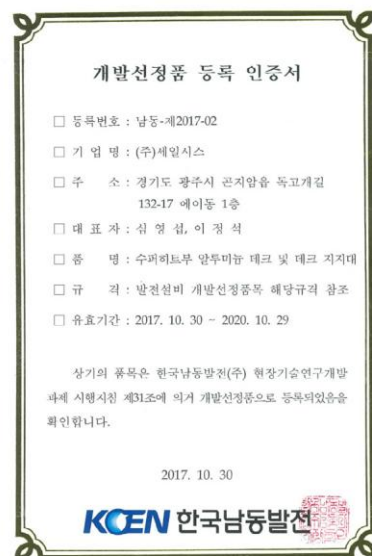 개발선정품 등록 인증서
□ 등록번호 : 남동-제2017-02
□ 기 업 명 : (주)세일시스
□ 주 소 : 경기도 광주시 곤지암읍 독고개길
132-17 에이동 1층
□ 대 표 자 : 심 영 섭, 이 정 석
□ 품 명 : 수퍼히트부 알루미늄 데크 및 데크 지지대
□ 규 격 : 발전설비 개발선정품목 해당규격 참조
□ 유효기간 : 2017. 10. 30 ~ 2020. 10. 29
상기의 품목은 한국남동발전(주) 현장기술연구개발
과제 시행지침 제31조에 의거 개발선정품으로 등록되었음을
확인합니다.
2017. 10. 30
KOEN 한국남동발전